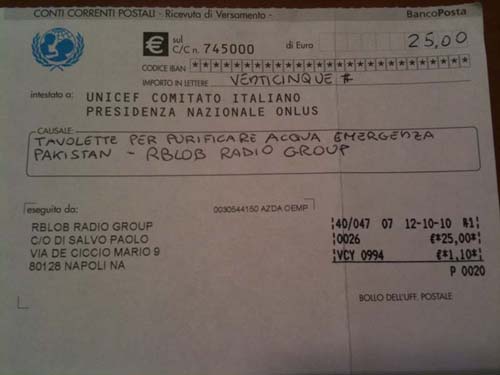 CONTI CORRENTI POSTALI - Ricevuta di Versamento - BancoPosta
€ sul C/C n. 745000 di Euro 25,00
CODICE IBAN ************************
IMPORTO IN LETTERE VENTICINQUE #
intestato a: UNICEF COMITATO ITALIANO
PRESIDENZA NAZIONALE ONLUS
CAUSALE:
TAVOLETTE PER PURIFICARE ACQUA EMERGENZA
PAKISTAN - RBLOB RADIO GROUP
eseguito da: 0030544150 AZDA OEMP
RBLOB RADIO GROUP
C/O DI SALVO PAOLO
VIA DE CICCIO MARIO 9
80128 NAPOLI NA
40/047 07 12-10-10 R1
0026 €*25,00*
VCY 0994 €*1,10*
P 0020
BOLLO DELL'UFF. POSTALE